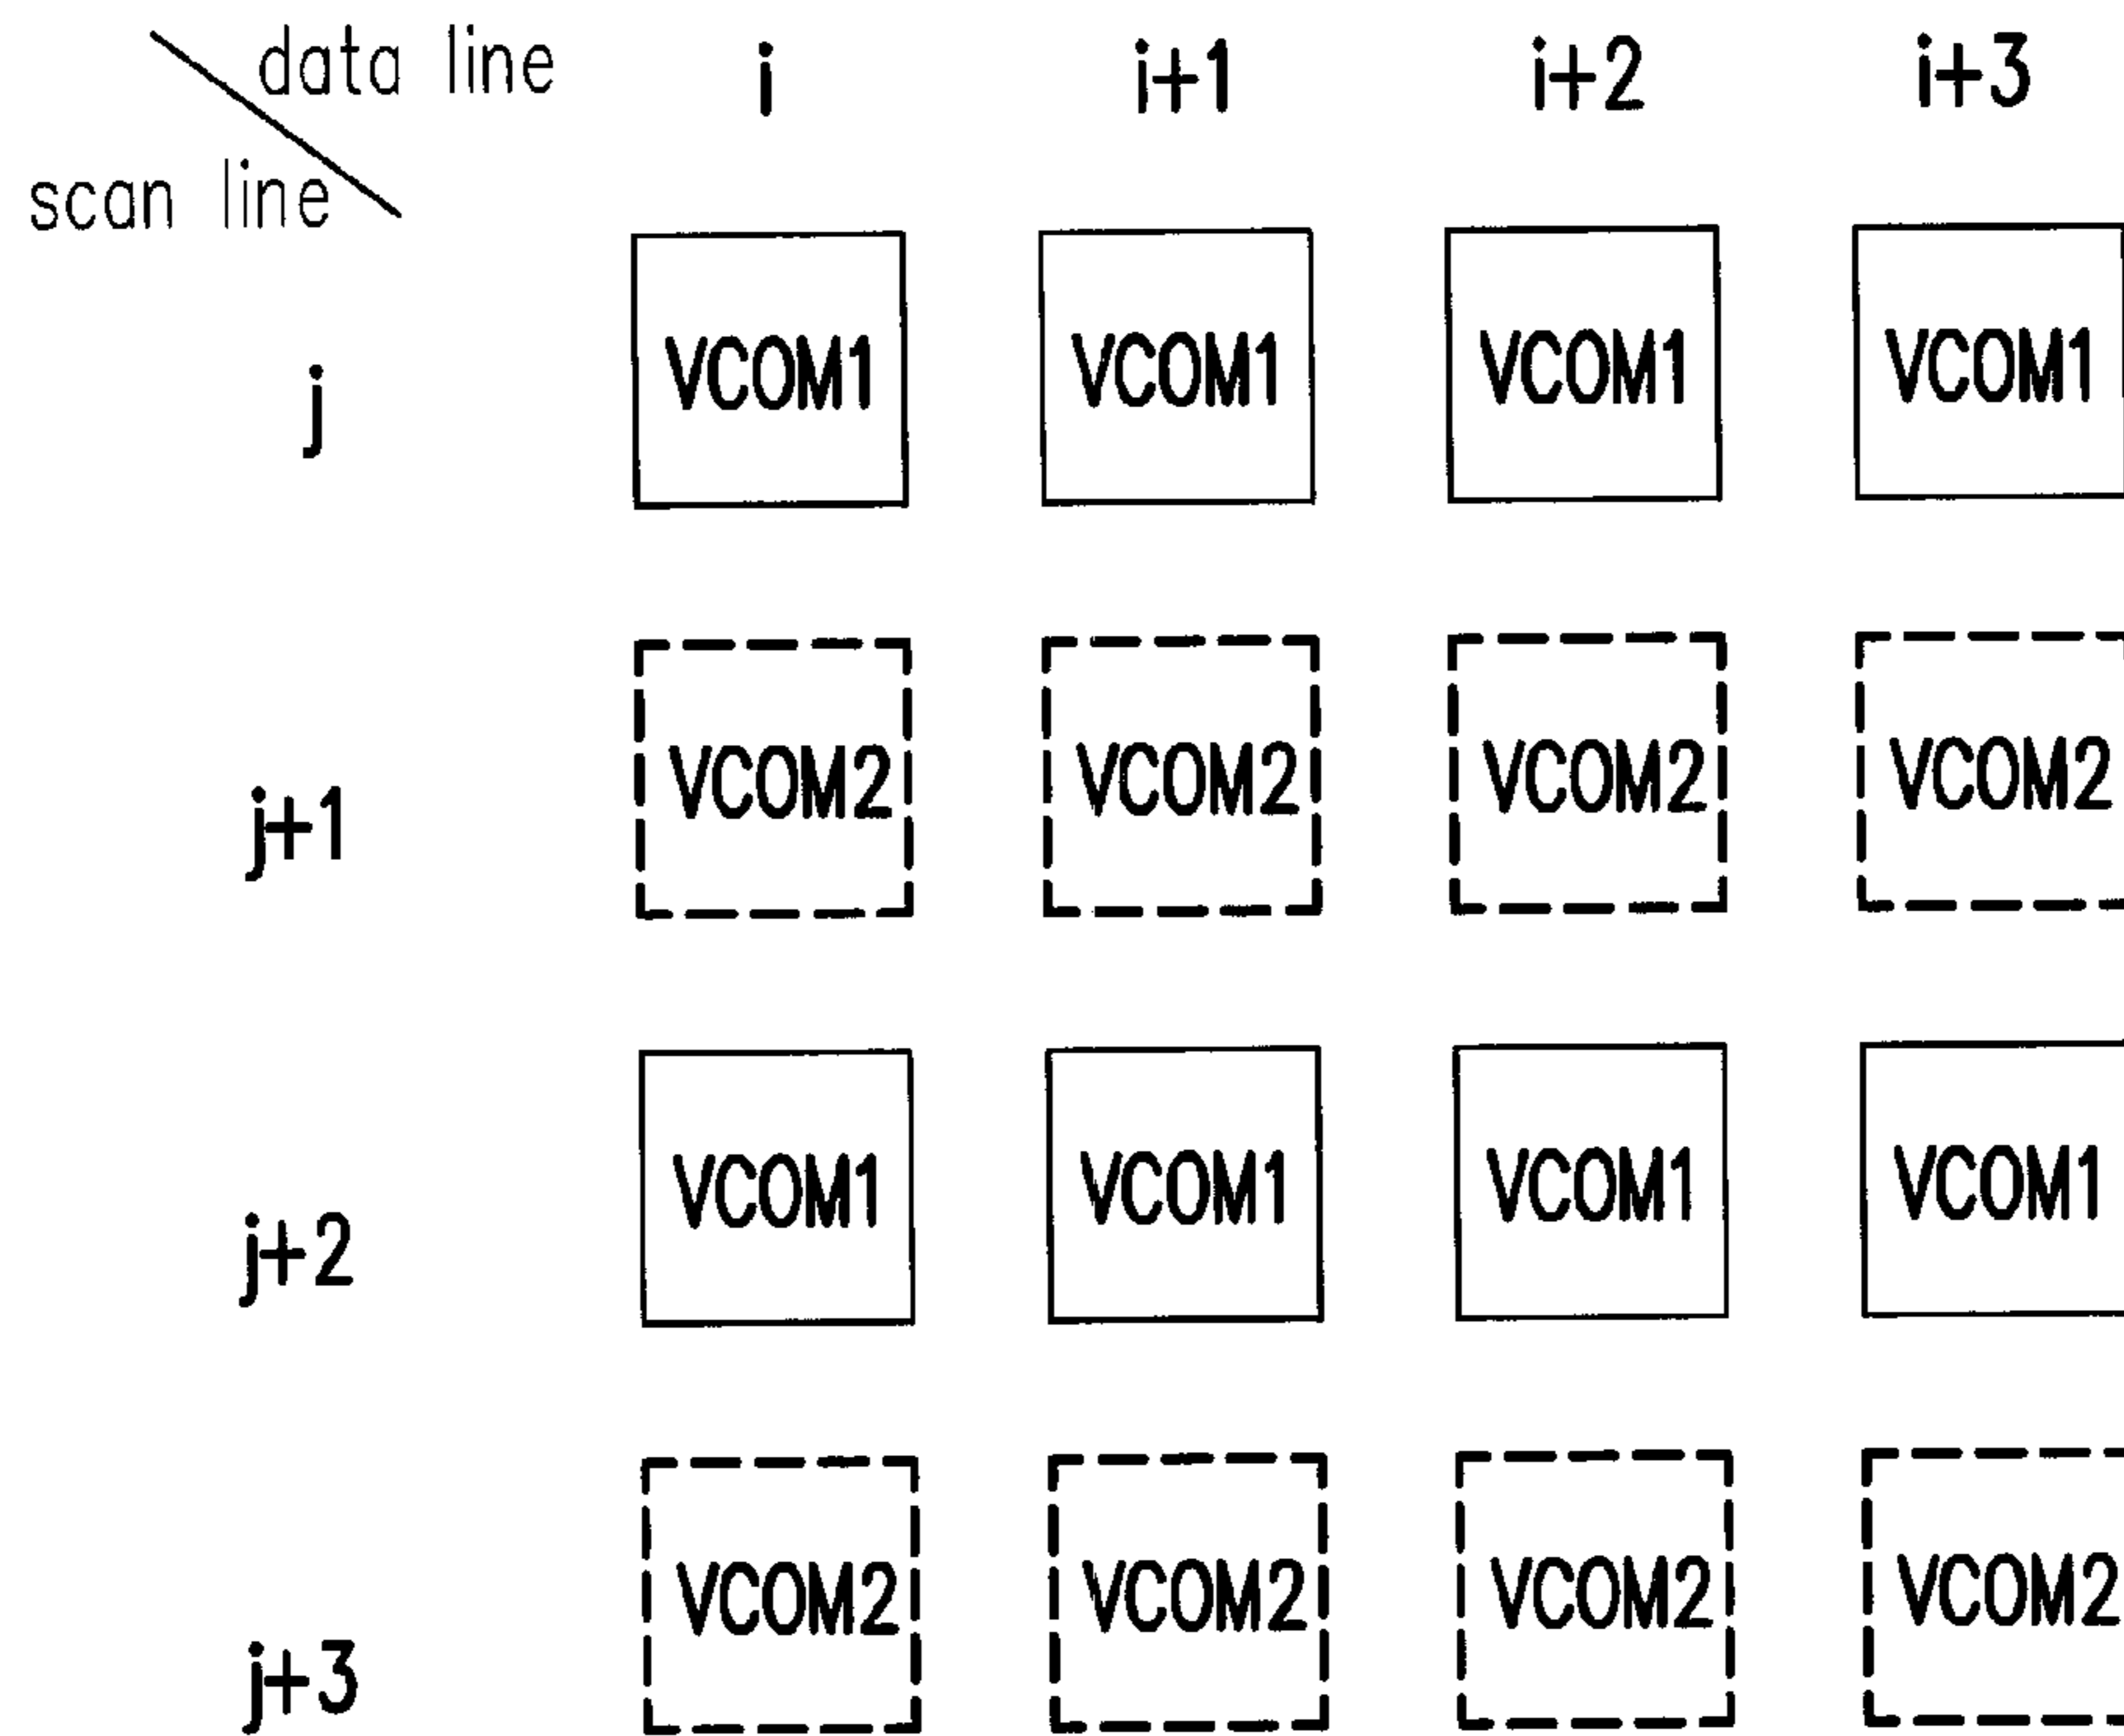 data line i i+1 i+2 i+3
scan line
j VCOM1 VCOM1 VCOM1 VCOM1
j+1 VCOM2 VCOM2 VCOM2 VCOM2
j+2 VCOM1 VCOM1 VCOM1 VCOM1
j+3 VCOM2 VCOM2 VCOM2 VCOM2